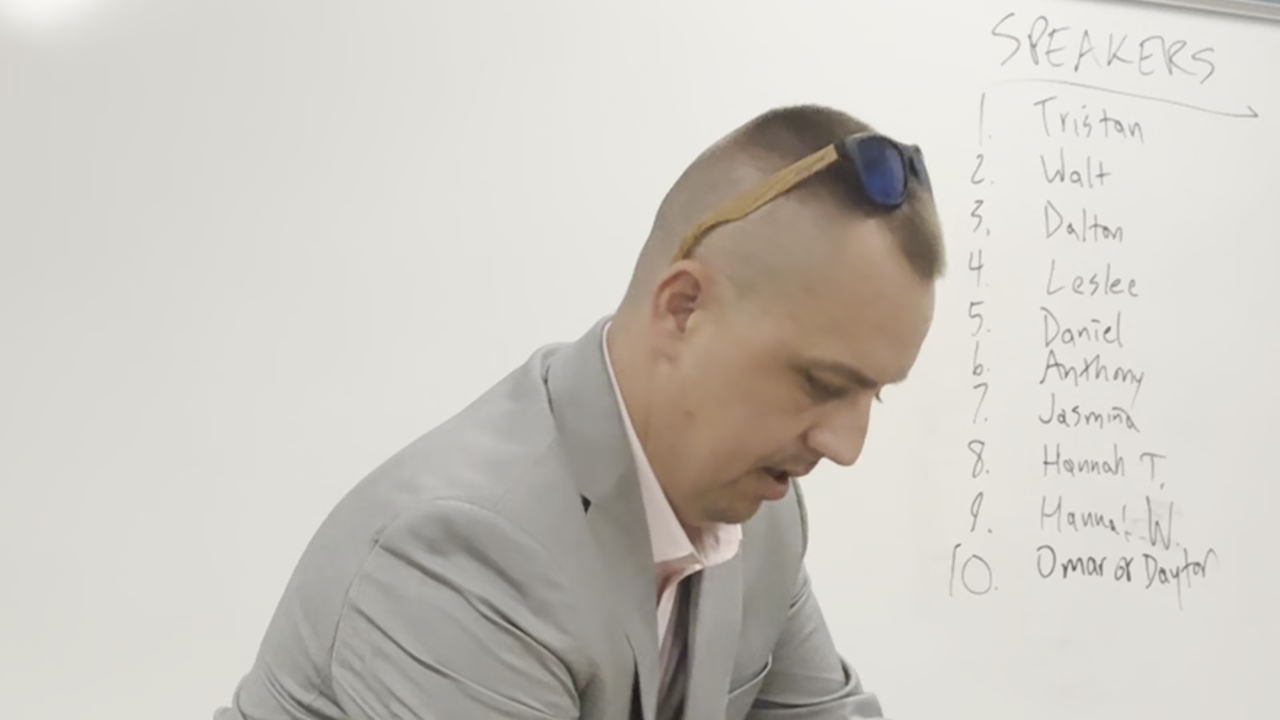 SPEAKERS
1. Tristan
2. Walt
3. Dalton
4 Leslee
5. Daniel
6. Anthony
7. Jasmina
8. Hannah T.
9. W.
10. Omar or Dayton